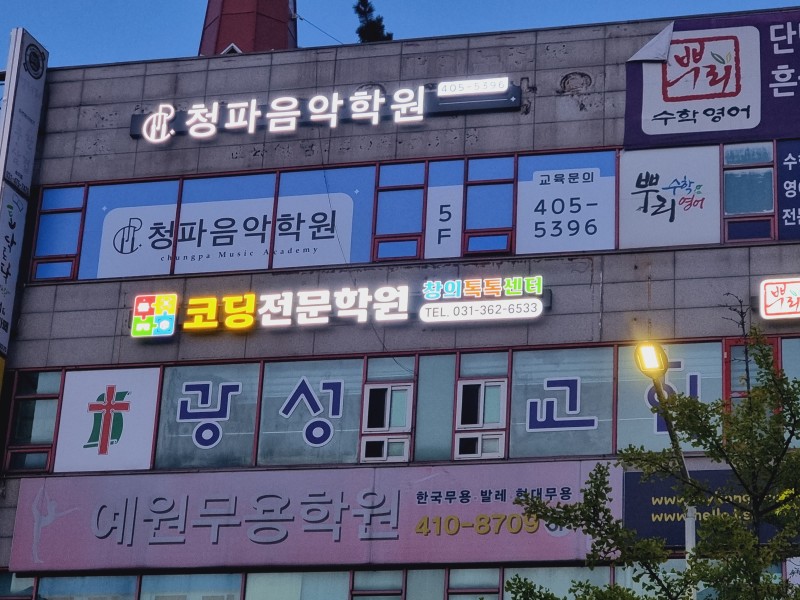 청파음악학원
405-5396
뿌리
수학영어
청파음악학원
chungpa Music Academy
5
F
교육문의
405-
5396
뿌리
수학
영어
코딩전문학원
창의톡톡센터
TEL. 031-362-6533
광성교회
예원무용학원
한국무용 발레 현대무용